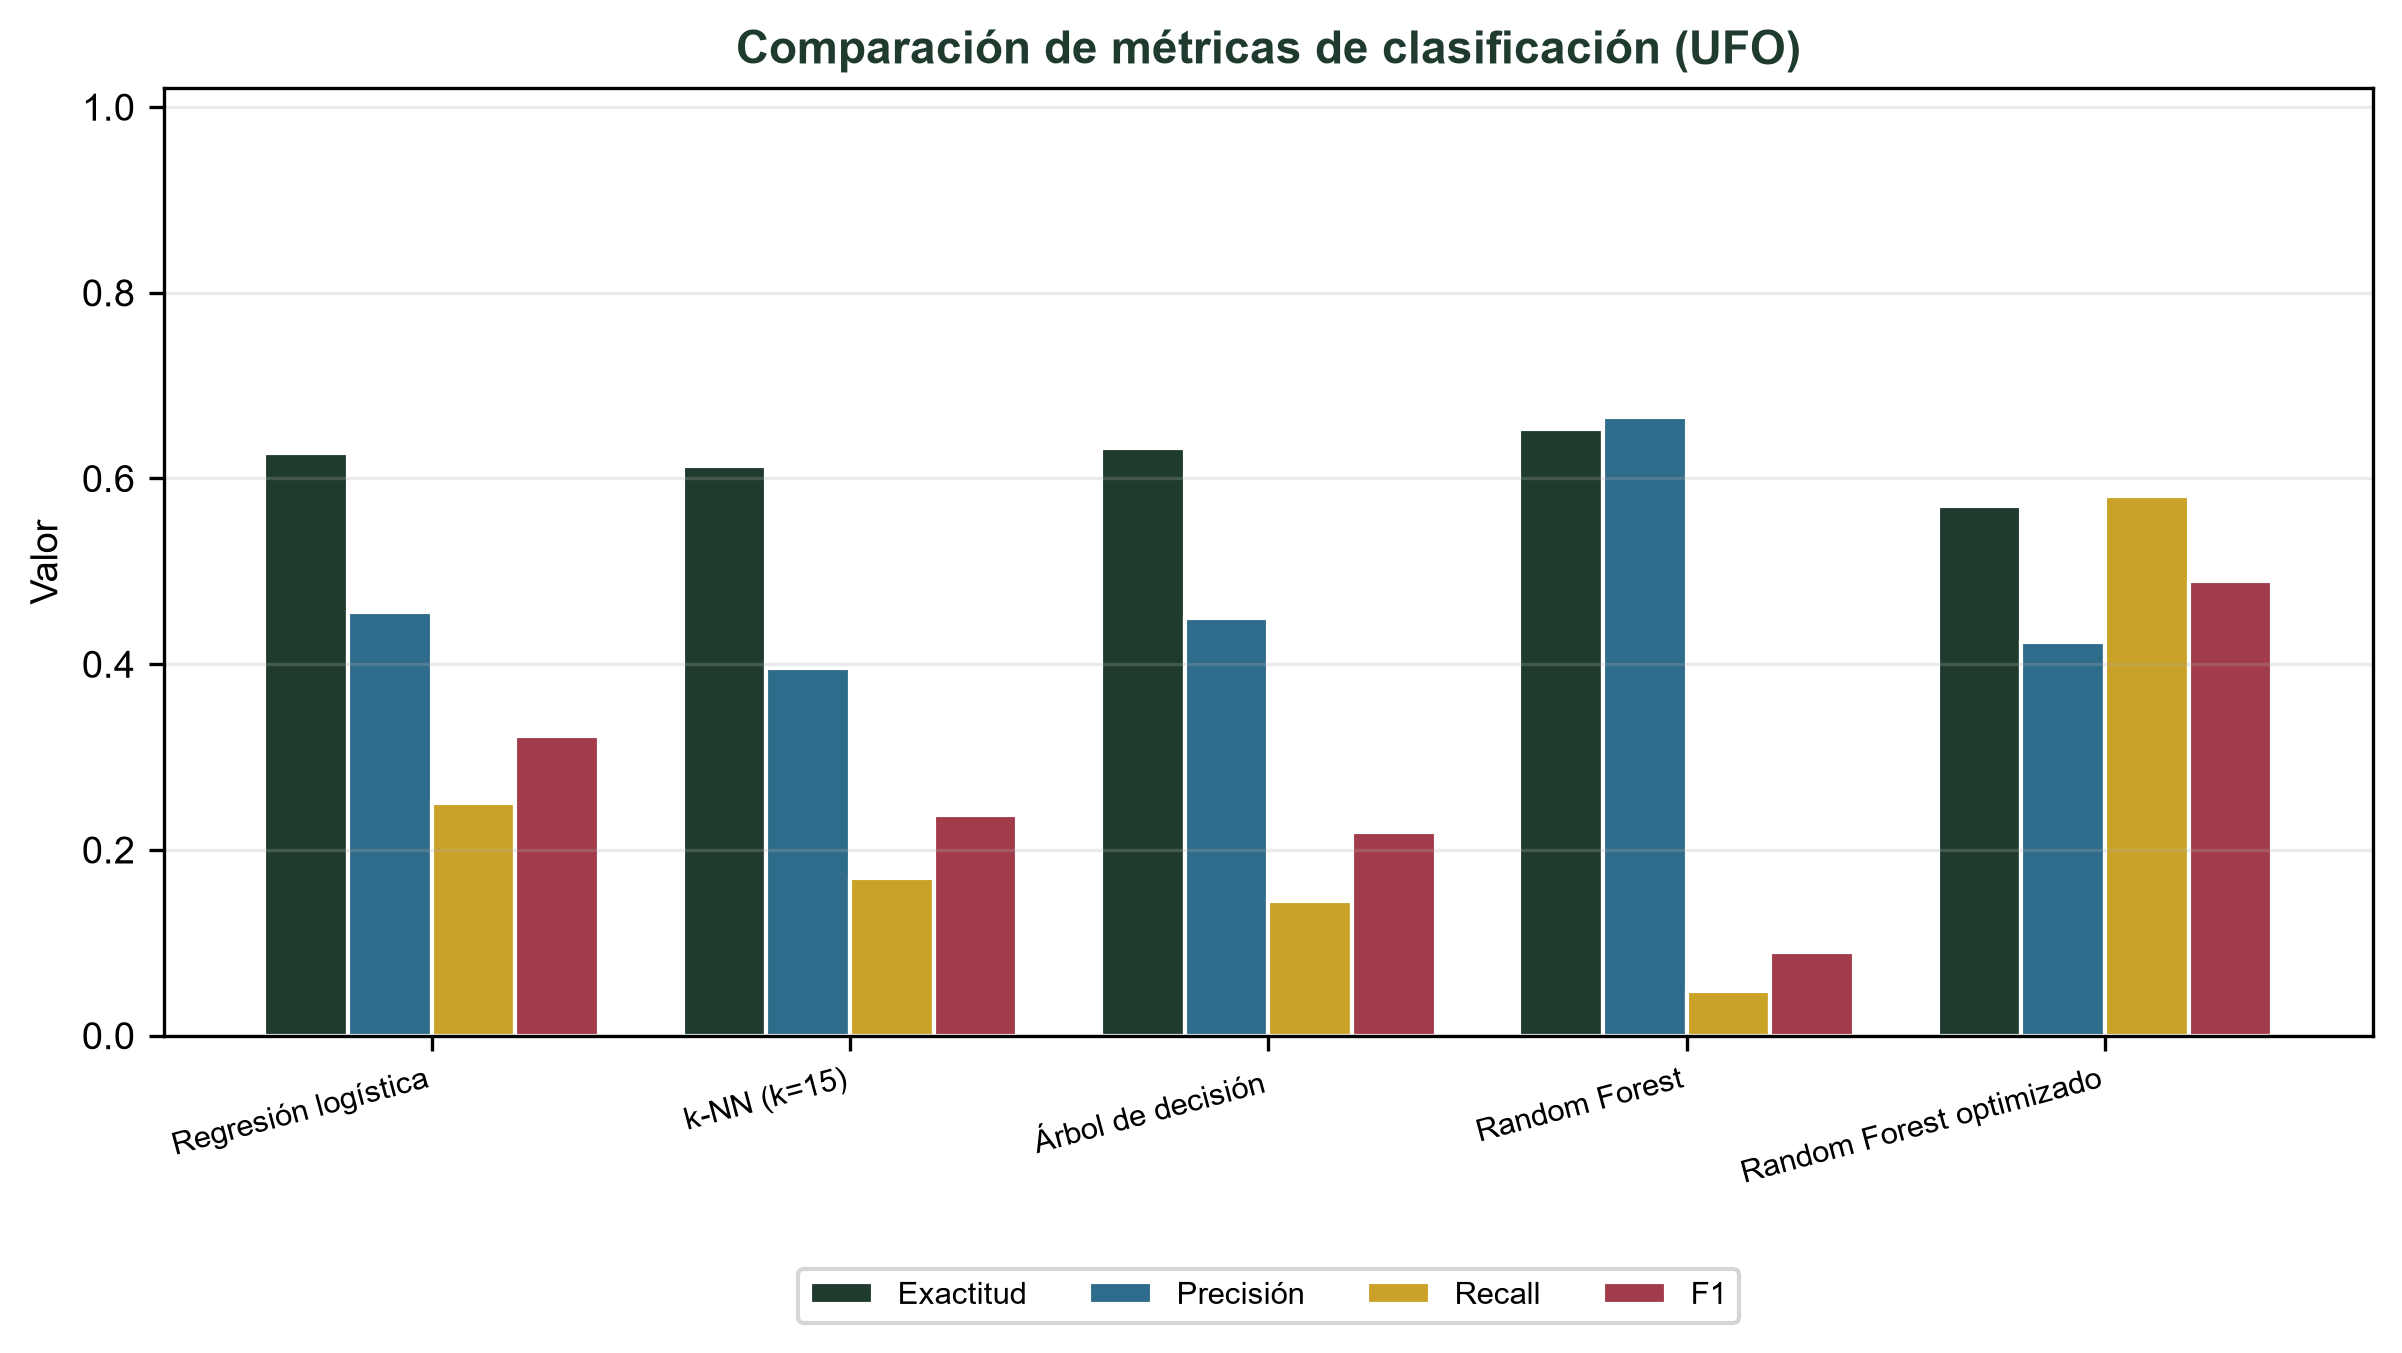 Comparación de métricas de clasificación (UFO)
1.0
0.8
0.6
0.4
0.2
0.0
Valor
Regresión logística
k-NN (k=15)
Árbol de decisión
Random Forest
Random Forest optimizado
Exactitud Precisión Recall F1